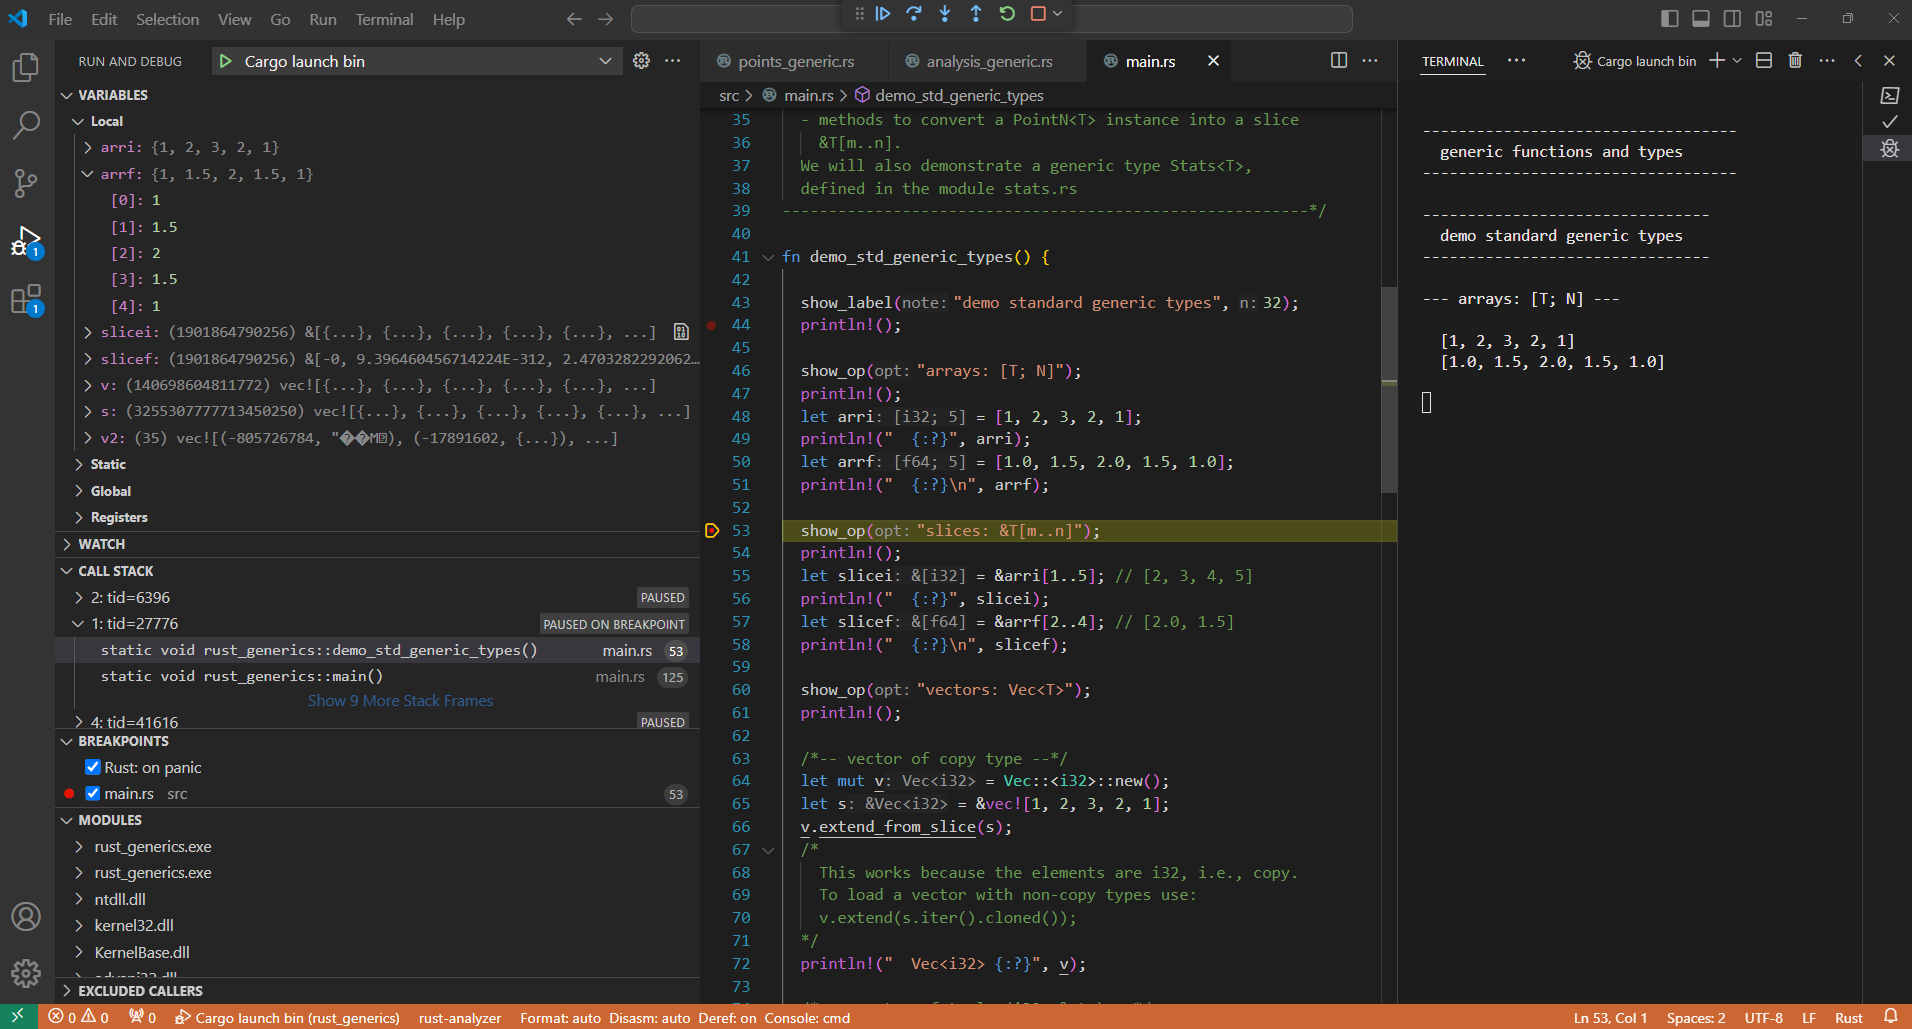 File Edit Selection View Go Run Terminal Help
RUN AND DEBUG
Cargo launch bin
VARIABLES
Local
arri: {1, 2, 3, 2, 1}
arrf: {1, 1.5, 2, 1.5, 1}
[0]: 1
[1]: 1.5
[2]: 2
[3]: 1.5
[4]: 1
slicei: (1901864790256) &[{...}, {...}, {...}, {...}, {...}, ...]
slicef: (1901864790256) &[-0, 9.396460456714224E-312, 2.4703282292062...
v: (140698604811772) vec![{...}, {...}, {...}, {...}, {...}, ...]
s: (3255307777713450250) vec![{...}, {...}, {...}, {...}, {...}, ...]
v2: (35) vec![(-805726784, "��M), (-17891602, {...}), ...]
Static
Global
Registers
WATCH
CALL STACK
2: tid=6396 PAUSED
1: tid=27776 PAUSED ON BREAKPOINT
static void rust_generics::demo_std_generic_types() main.rs 53
static void rust_generics::main() main.rs 125
Show 9 More Stack Frames
4: tid=41616 PAUSED
BREAKPOINTS
Rust: on panic
main.rs src 53
MODULES
rust_generics.exe
rust_generics.exe
ntdll.dll
kernel32.dll
KernelBase.dll
advapi32.dll
EXCLUDED CALLERS
points_generic.rs analysis_generic.rs main.rs
src > main.rs > demo_std_generic_types
35 - methods to convert a PointN<T> instance into a slice
36 &T[m..n].
37 We will also demonstrate a generic type Stats<T>,
38 defined in the module stats.rs
39 ---------------------------------------------------------*/
40
41 fn demo_std_generic_types() {
42
43 show_label(note: "demo standard generic types", n: 32);
44 println!();
45
46 show_op(opt: "arrays: [T; N]");
47 println!();
48 let arri: [i32; 5] = [1, 2, 3, 2, 1];
49 println!("  {:?}", arri);
50 let arrf: [f64; 5] = [1.0, 1.5, 2.0, 1.5, 1.0];
51 println!("  {:?}\n", arrf);
52
53 show_op(opt: "slices: &T[m..n]");
54 println!();
55 let slicei: &[i32] = &arri[1..5]; // [2, 3, 4, 5]
56 println!("  {:?}", slicei);
57 let slicef: &[f64] = &arrf[2..4]; // [2.0, 1.5]
58 println!("  {:?}\n", slicef);
59
60 show_op(opt: "vectors: Vec<T>");
61 println!();
62
63 /*-- vector of copy type --*/
64 let mut v: Vec<i32> = Vec::<i32>::new();
65 let s: &Vec<i32> = &vec![1, 2, 3, 2, 1];
66 v.extend_from_slice(s);
67 /*
68 This works because the elements are i32, i.e., copy.
69 To load a vector with non-copy types use:
70 v.extend(s.iter().cloned());
71 */
72 println!("  Vec<i32> {:?}", v);
73
TERMINAL
Cargo launch bin
-----------------------------------
generic functions and types
-----------------------------------
--------------------------------
demo standard generic types
--------------------------------
--- arrays: [T; N] ---
[1, 2, 3, 2, 1]
[1.0, 1.5, 2.0, 1.5, 1.0]
0 0 0 Cargo launch bin (rust_generics) rust-analyzer Format: auto Disasm: auto Deref: on Console: cmd Ln 53, Col 1 Spaces: 2 UTF-8 LF Rust